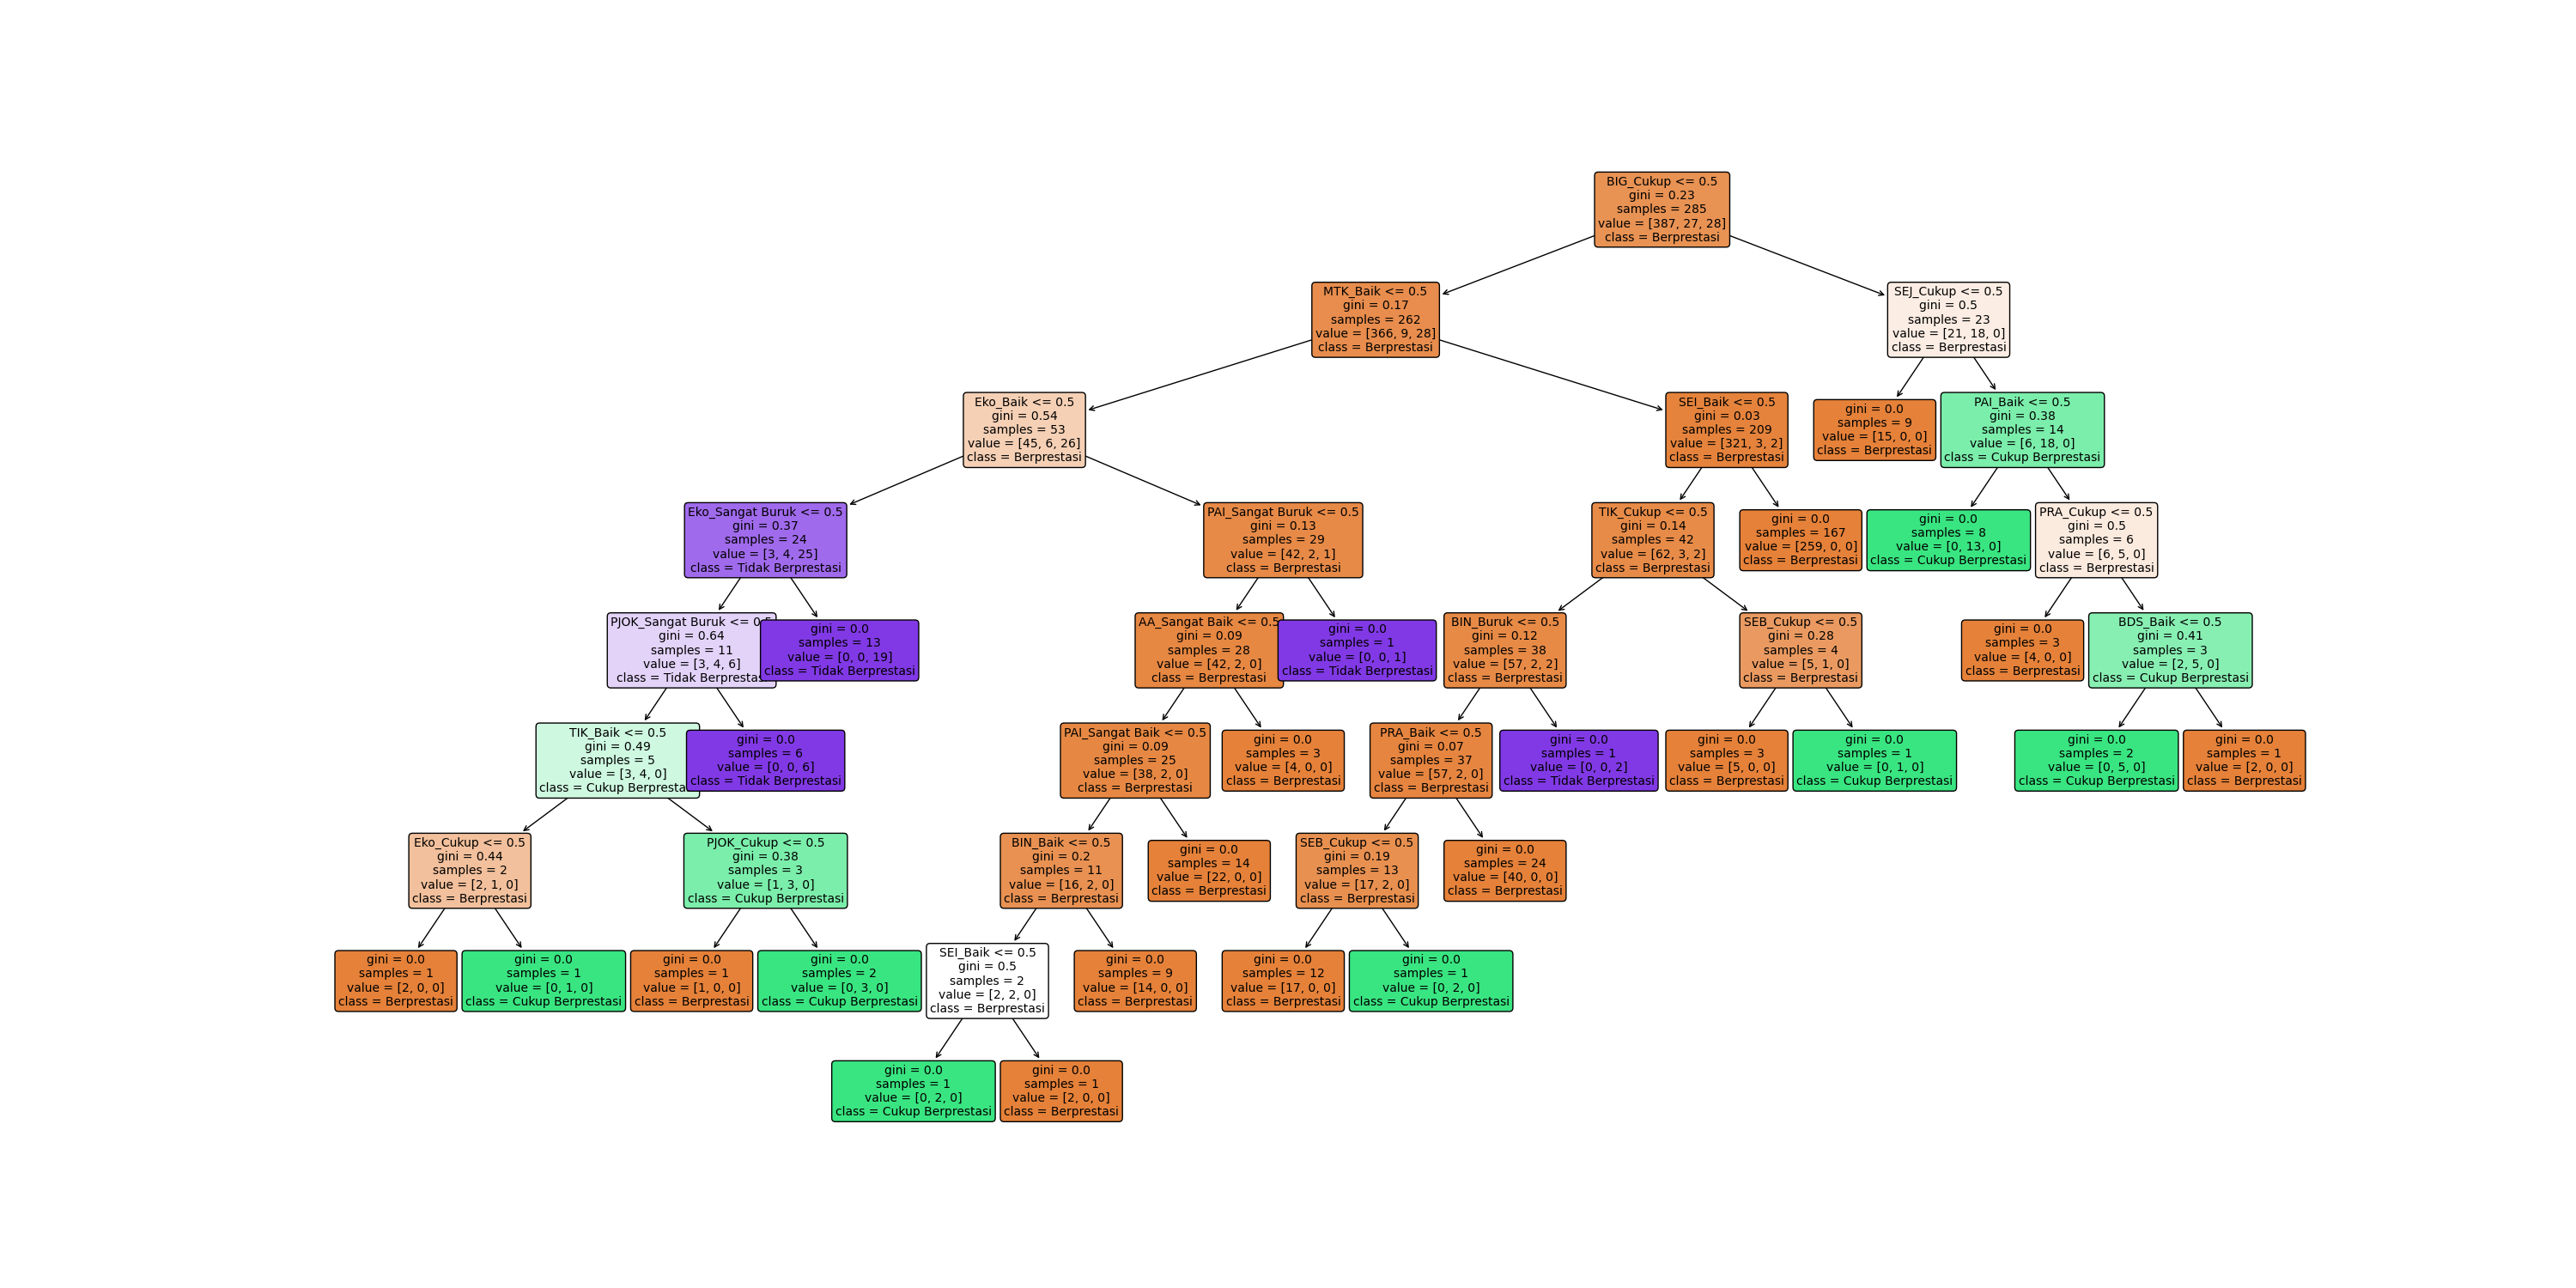 BIG_Cukup <= 0.5
gini = 0.23
samples = 285
value = [387, 27, 28]
class = Berprestasi
MTK_Baik <= 0.5
gini = 0.17
samples = 262
value = [366, 9, 28]
class = Berprestasi
SEJ_Cukup <= 0.5
gini = 0.5
samples = 23
value = [21, 18, 0]
class = Berprestasi
Eko_Baik <= 0.5
gini = 0.54
samples = 53
value = [45, 6, 26]
class = Berprestasi
SEI_Baik <= 0.5
gini = 0.03
samples = 209
value = [321, 3, 2]
class = Berprestasi
gini = 0.0
samples = 9
value = [15, 0, 0]
class = Berprestasi
PAI_Baik <= 0.5
gini = 0.38
samples = 14
value = [6, 18, 0]
class = Cukup Berprestasi
Eko_Sangat Buruk <= 0.5
gini = 0.37
samples = 24
value = [3, 4, 25]
class = Tidak Berprestasi
PAI_Sangat Buruk <= 0.5
gini = 0.13
samples = 29
value = [42, 2, 1]
class = Berprestasi
TIK_Cukup <= 0.5
gini = 0.14
samples = 42
value = [62, 3, 2]
class = Berprestasi
gini = 0.0
samples = 167
value = [259, 0, 0]
class = Berprestasi
gini = 0.0
samples = 8
value = [0, 13, 0]
class = Cukup Berprestasi
PRA_Cukup <= 0.5
gini = 0.5
samples = 6
value = [6, 5, 0]
class = Berprestasi
PJOK_Sangat Buruk <= 0.5
gini = 0.64
samples = 11
value = [3, 4, 6]
class = Tidak Berprestasi
gini = 0.0
samples = 13
value = [0, 0, 19]
class = Tidak Berprestasi
AA_Sangat Baik <= 0.5
gini = 0.09
samples = 28
value = [42, 2, 0]
class = Berprestasi
gini = 0.0
samples = 1
value = [0, 0, 1]
class = Tidak Berprestasi
BIN_Buruk <= 0.5
gini = 0.12
samples = 38
value = [57, 2, 2]
class = Berprestasi
SEB_Cukup <= 0.5
gini = 0.28
samples = 4
value = [5, 1, 0]
class = Berprestasi
gini = 0.0
samples = 3
value = [4, 0, 0]
class = Berprestasi
BDS_Baik <= 0.5
gini = 0.41
samples = 3
value = [2, 5, 0]
class = Cukup Berprestasi
TIK_Baik <= 0.5
gini = 0.49
samples = 5
value = [3, 4, 0]
class = Cukup Berpresta
gini = 0.0
samples = 6
value = [0, 0, 6]
class = Tidak Berprestasi
PAI_Sangat Baik <= 0.5
gini = 0.09
samples = 25
value = [38, 2, 0]
class = Berprestasi
gini = 0.0
samples = 3
value = [4, 0, 0]
class = Berprestasi
PRA_Baik <= 0.5
gini = 0.07
samples = 37
value = [57, 2, 0]
class = Berprestasi
gini = 0.0
samples = 1
value = [0, 0, 2]
class = Tidak Berprestasi
gini = 0.0
samples = 3
value = [5, 0, 0]
class = Berprestasi
gini = 0.0
samples = 1
value = [0, 1, 0]
class = Cukup Berprestasi
gini = 0.0
samples = 2
value = [0, 5, 0]
class = Cukup Berprestasi
gini = 0.0
samples = 1
value = [2, 0, 0]
class = Berprestasi
Eko_Cukup <= 0.5
gini = 0.44
samples = 2
value = [2, 1, 0]
class = Berprestasi
PJOK_Cukup <= 0.5
gini = 0.38
samples = 3
value = [1, 3, 0]
class = Cukup Berprestasi
BIN_Baik <= 0.5
gini = 0.2
samples = 11
value = [16, 2, 0]
class = Berprestasi
gini = 0.0
samples = 14
value = [22, 0, 0]
class = Berprestasi
SEB_Cukup <= 0.5
gini = 0.19
samples = 13
value = [17, 2, 0]
class = Berprestasi
gini = 0.0
samples = 24
value = [40, 0, 0]
class = Berprestasi
gini = 0.0
samples = 1
value = [2, 0, 0]
class = Berprestasi
gini = 0.0
samples = 1
value = [0, 1, 0]
class = Cukup Berprestasi
gini = 0.0
samples = 1
value = [1, 0, 0]
class = Berprestasi
gini = 0.0
samples = 2
value = [0, 3, 0]
class = Cukup Berprestasi
SEI_Baik <= 0.5
gini = 0.5
samples = 2
value = [2, 2, 0]
class = Berprestasi
gini = 0.0
samples = 9
value = [14, 0, 0]
class = Berprestasi
gini = 0.0
samples = 12
value = [17, 0, 0]
class = Berprestasi
gini = 0.0
samples = 1
value = [0, 2, 0]
class = Cukup Berprestasi
gini = 0.0
samples = 1
value = [0, 2, 0]
class = Cukup Berprestasi
gini = 0.0
samples = 1
value = [2, 0, 0]
class = Berprestasi